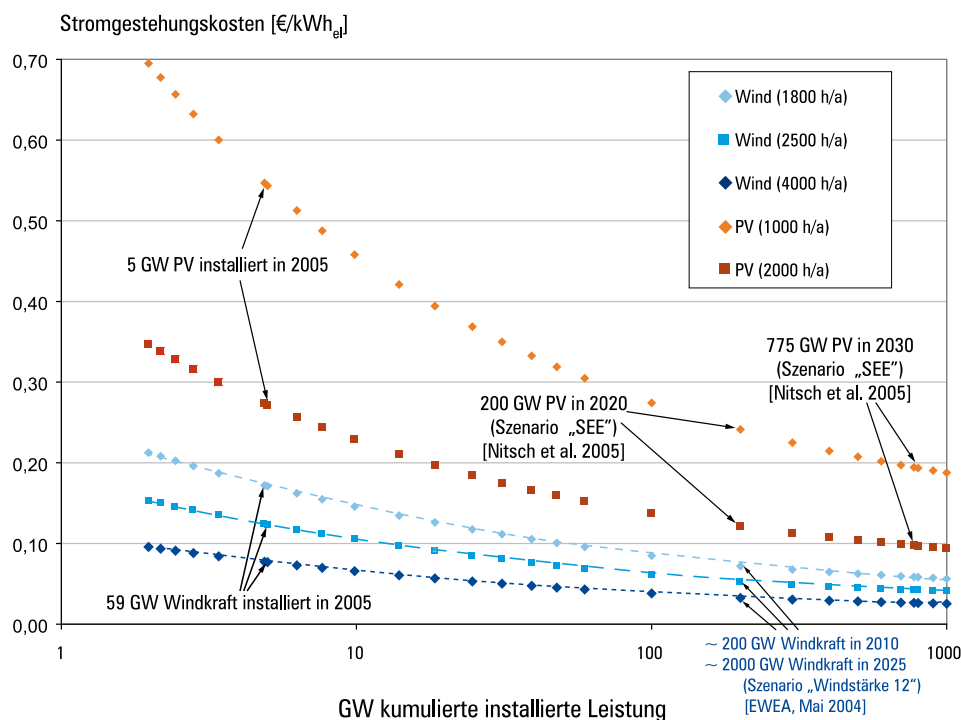 Stromgestehungskosten [€/kWhel]
0,70
0,60
0,50
0,40
0,30
0,20
0,10
0,00
1
10
100
1000
GW kumulierte installierte Leistung
Wind (1800 h/a)
Wind (2500 h/a)
Wind (4000 h/a)
PV (1000 h/a)
PV (2000 h/a)
5 GW PV installiert in 2005
200 GW PV in 2020
(Szenario „SEE“)
[Nitsch et al. 2005]
775 GW PV in 2030
(Szenario „SEE“)
[Nitsch et al. 2005]
59 GW Windkraft installiert in 2005
~ 200 GW Windkraft in 2010
~ 2000 GW Windkraft in 2025
(Szenario „Windstärke 12“)
[EWEA, Mai 2004]